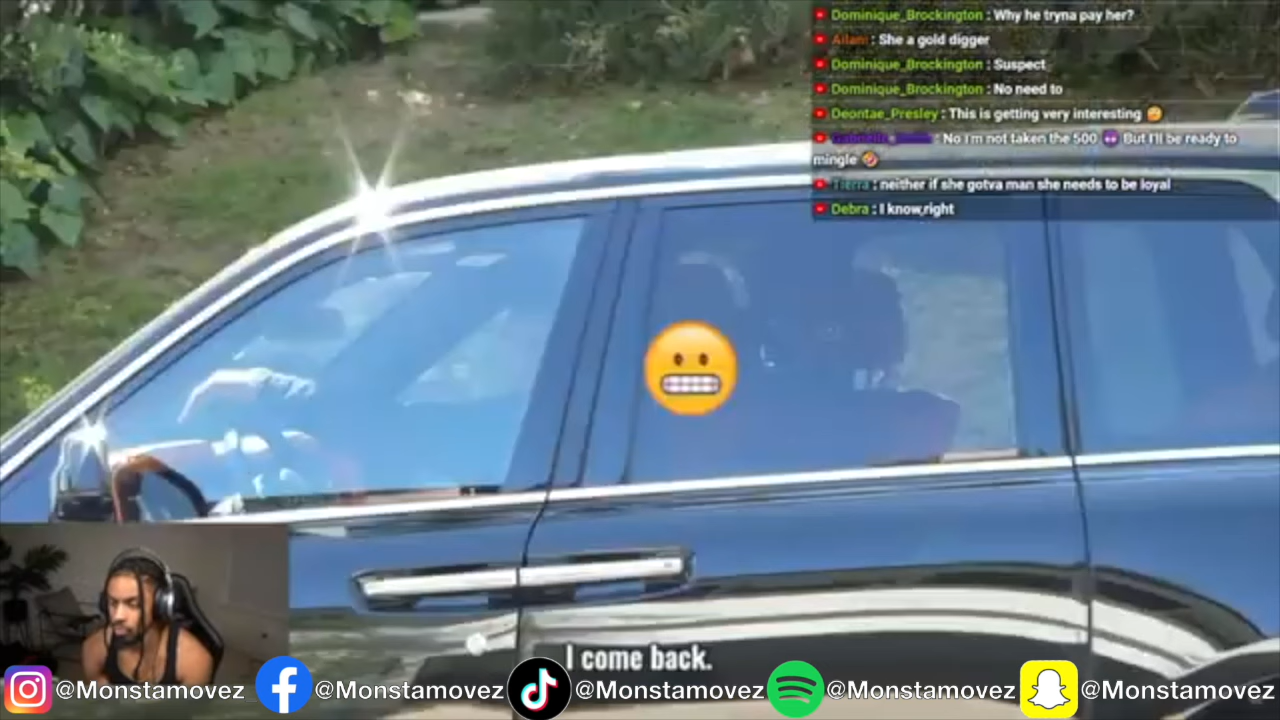 Dominique_Brockington : Why he tryna pay her?
Ailani : She a gold digger
Dominique_Brockington : Suspect
Dominique_Brockington : No need to
Deontae_Presley : This is getting very interesting
: No I'm not taken the 500 😈 But I'll be ready to
mingle 🤣
Tierra : neither if she gotva man she needs to be loyal
Debra : I know,right
I come back.
@Monstamovez @Monstamovez @Monstamovez @Monstamovez @Monstamovez